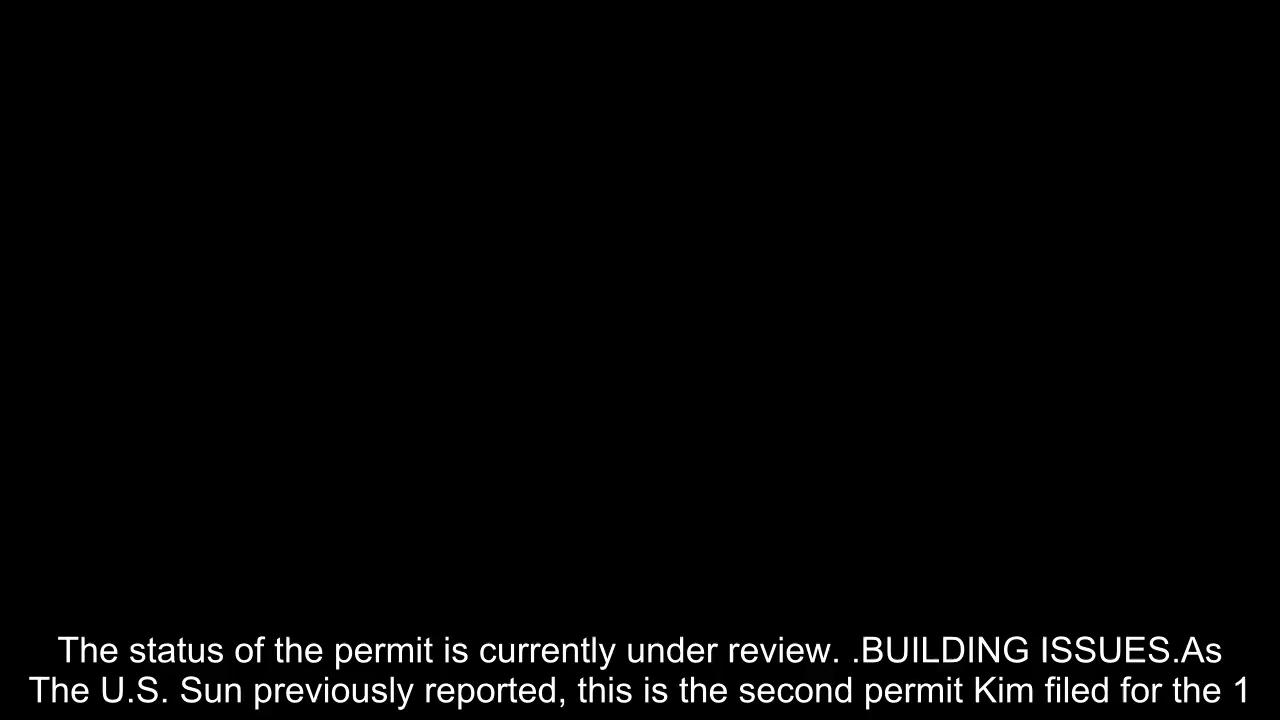 The status of the permit is currently under review. .BUILDING ISSUES.As
The U.S. Sun previously reported, this is the second permit Kim filed for the 1